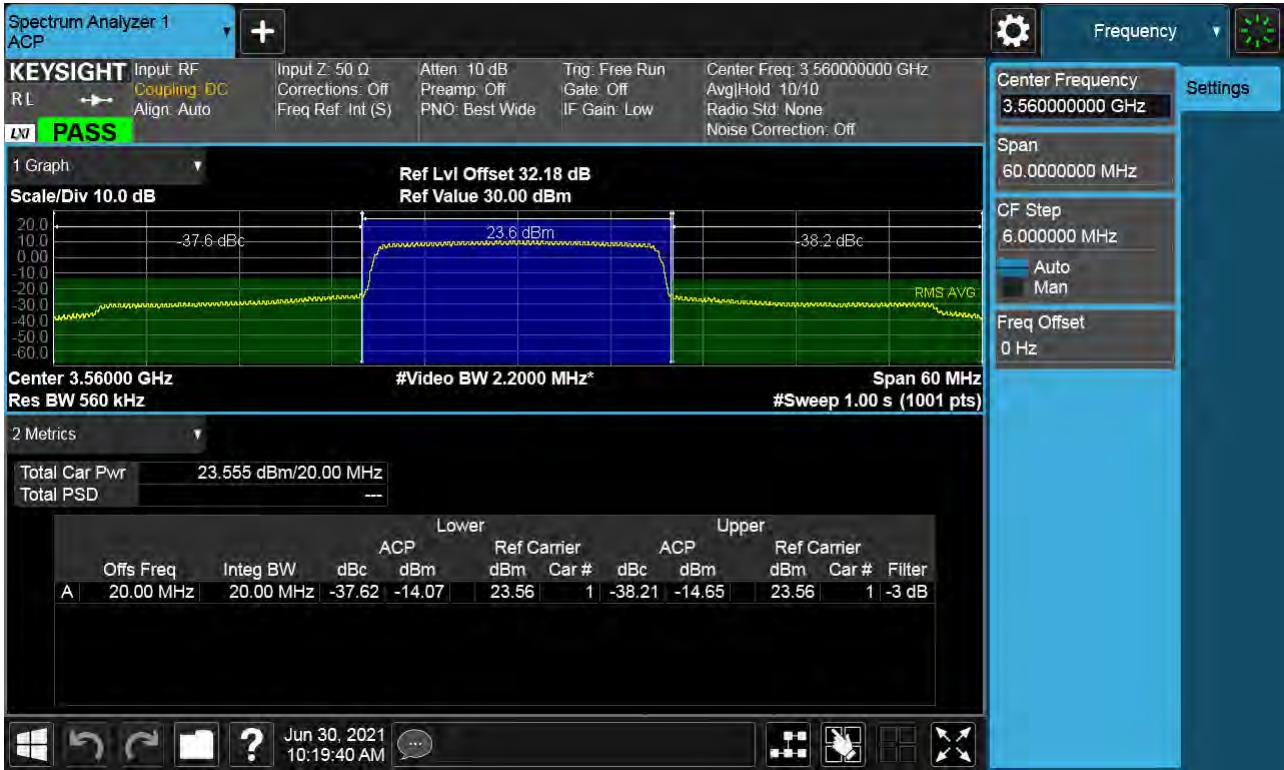 Spectrum Analyzer 1
ACP
Frequency
KEYSIGHT
RL
LXI
PASS
Input: RF
Coupling: DC
Align: Auto
Input Z: 50 Ω
Corrections: Off
Freq Ref: Int (S)
Atten: 10 dB
Preamp: Off
PNO: Best Wide
Trig: Free Run
Gate: Off
IF Gain: Low
Center Freq: 3.560000000 GHz
Avg|Hold: 10/10
Radio Std: None
Noise Correction: Off
Center Frequency
3.560000000 GHz
Settings
Span
60.0000000 MHz
CF Step
6.000000 MHz
Auto
Man
Freq Offset
0 Hz
1 Graph
Scale/Div 10.0 dB
Ref Lvl Offset 32.18 dB
Ref Value 30.00 dBm
20.0
10.0
0.00
-10.0
-20.0
-30.0
-40.0
-50.0
-60.0
-37.6 dBc
23.6 dBm
-38.2 dBc
RMS AVG
Center 3.56000 GHz #Video BW 2.2000 MHz* Span 60 MHz
Res BW 560 kHz #Sweep 1.00 s (1001 pts)
2 Metrics
Total Car Pwr 23.555 dBm/20.00 MHz
Total PSD ---
Lower Upper
ACP Ref Carrier ACP Ref Carrier
Offs Freq Integ BW dBc dBm dBm Car # dBc dBm dBm Car # Filter
A 20.00 MHz 20.00 MHz -37.62 -14.07 23.56 1 -38.21 -14.65 23.56 1 -3 dB
?
Jun 30, 2021
10:19:40 AM